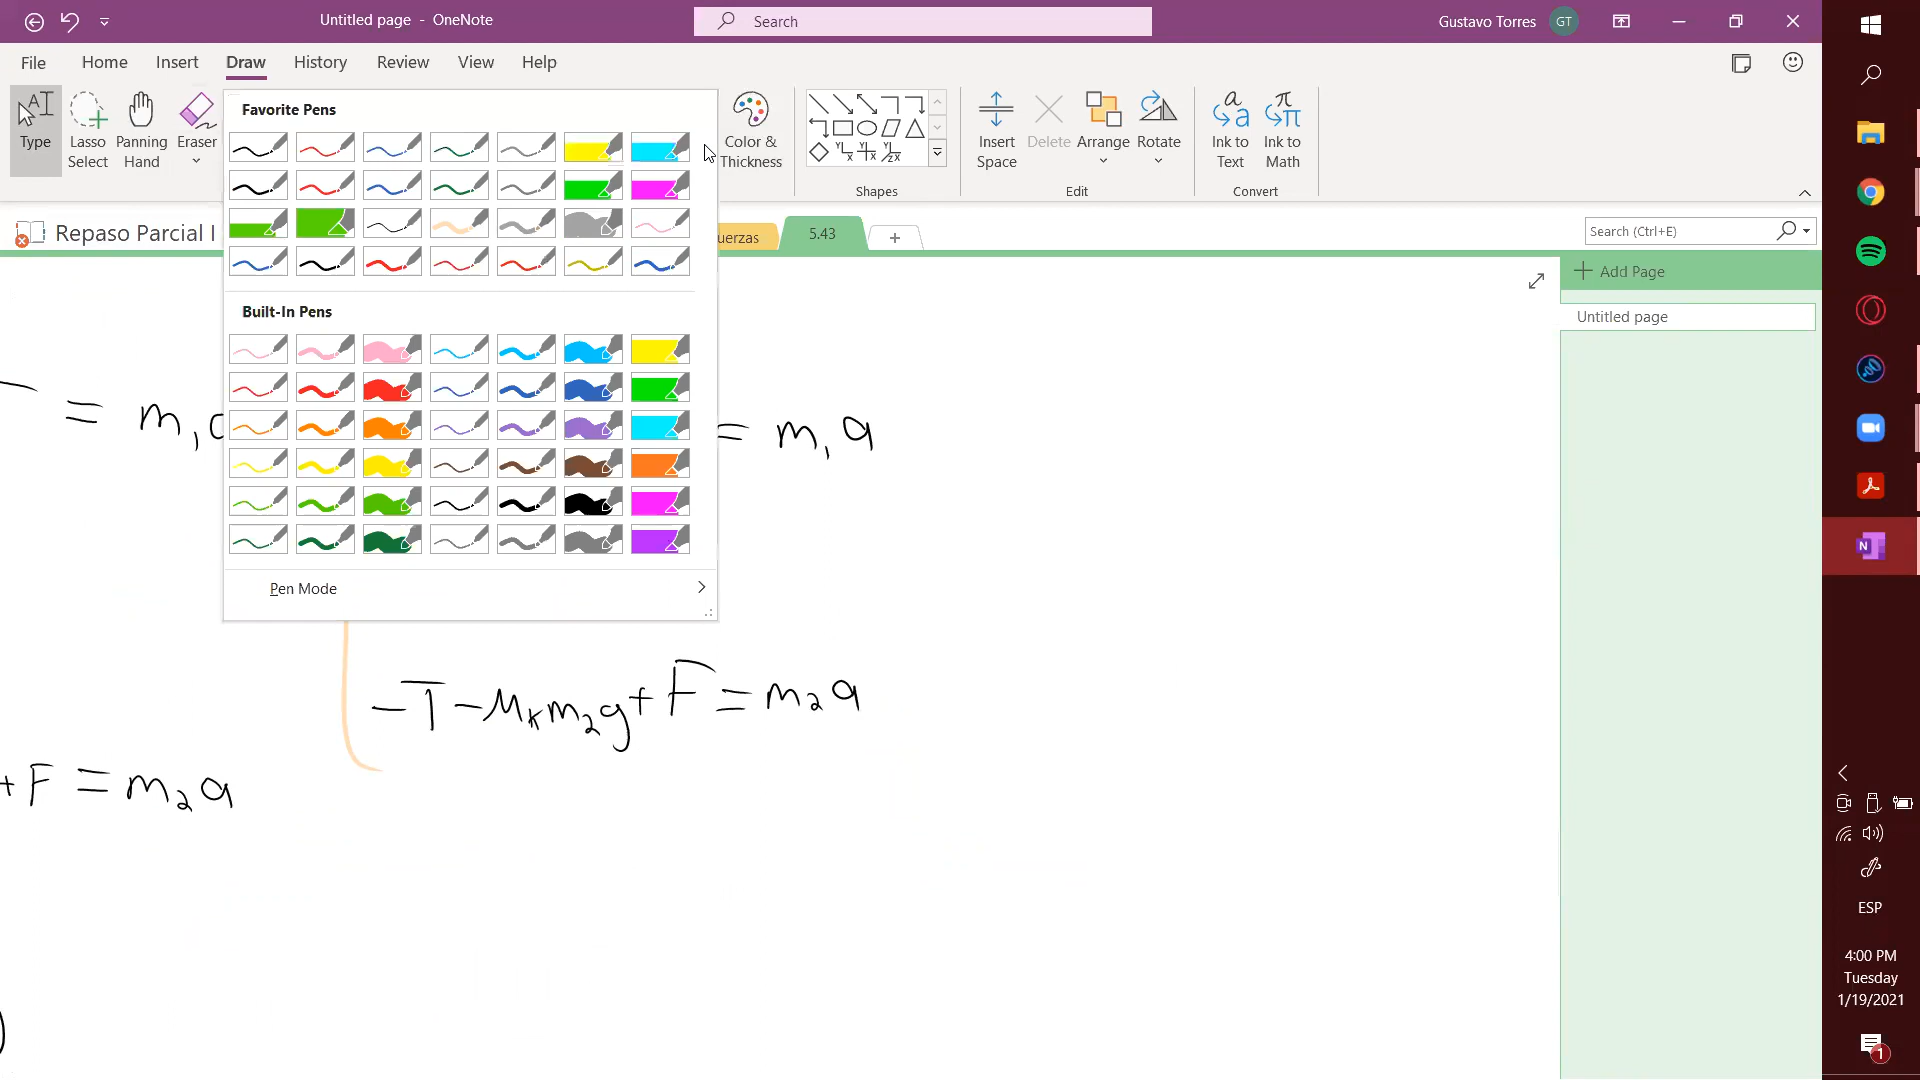 Untitled page - OneNote
Search
Gustavo Torres
GT
File
Home
Insert
Draw
History
Review
View
Help
Type
Lasso Select
Panning Hand
Eraser
Favorite Pens
Built-In Pens
Pen Mode
Color & Thickness
Shapes
Insert Space
Delete
Arrange
Rotate
Edit
Ink to Text
Ink to Math
Convert
Repaso Parcial I
uerzas
5.43
Search (Ctrl+E)
Add Page
Untitled page
= m₁a
= m₁a
-T - μₖm₂g + F = m₂a
+ F = m₂a
ESP
4:00 PM
Tuesday
1/19/2021
1